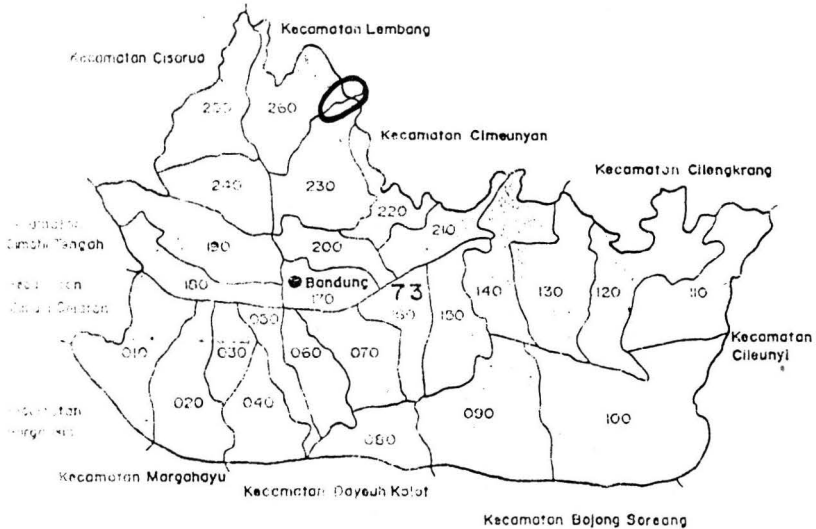 Kecamatan Lembang
Kecamatan Cisarua
250
260
Kecamatan Cimeunyan
Kecamatan Cilengkrang
240
230
220
210
190
200
180
Bandung
170
73
140
130
120
110
150
Kecamatan
Cileunyi
010
030
060
070
020
040
090
100
080
Kecamatan Margahayu
Kecamatan Dayeuh Kolot
Kecamatan Bojong Soreang